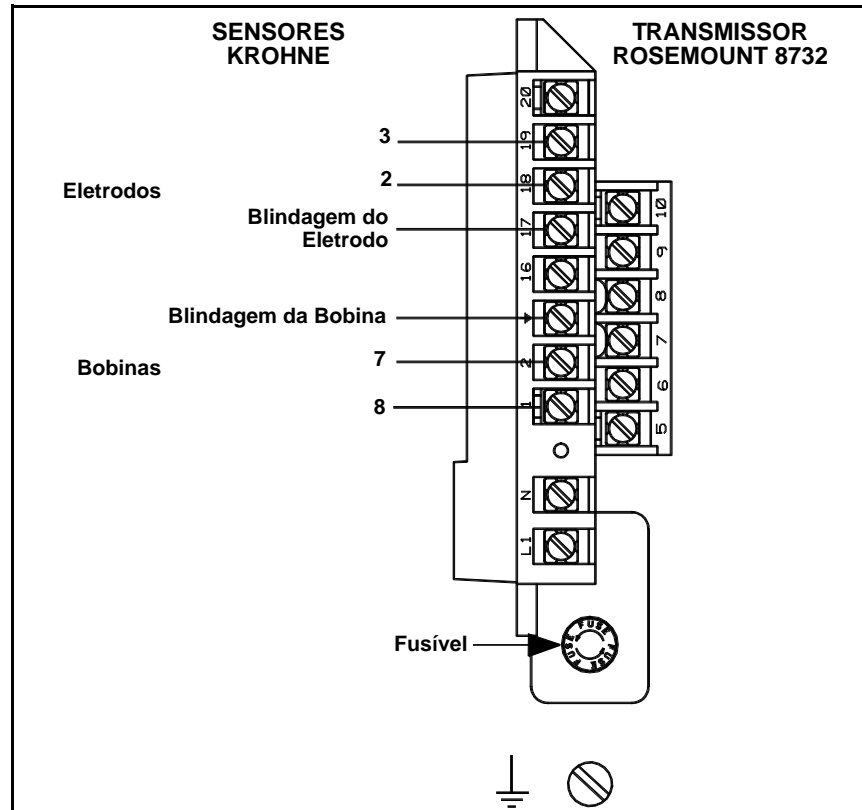 SENSORES
KROHNE
TRANSMISSOR
ROSEMOUNT 8732
20
3
19
Eletrodos
2
18
10
Blindagem do
Eletrodo
17
9
16
8
Blindagem da Bobina
7
Bobinas
7
2
6
8
1
5
N
L1
Fusível
FUSE FUSE FUSE